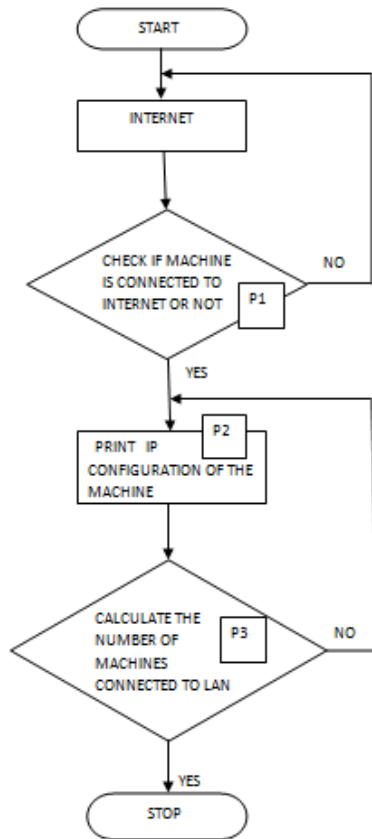 START
INTERNET
CHECK IF MACHINE
IS CONNECTED TO
INTERNET OR NOT
P1
NO
YES
P2
PRINT IP
CONFIGURATION OF THE
MACHINE
CALCULATE THE
NUMBER OF
MACHINES
CONNECTED TO LAN
P3
NO
YES
STOP